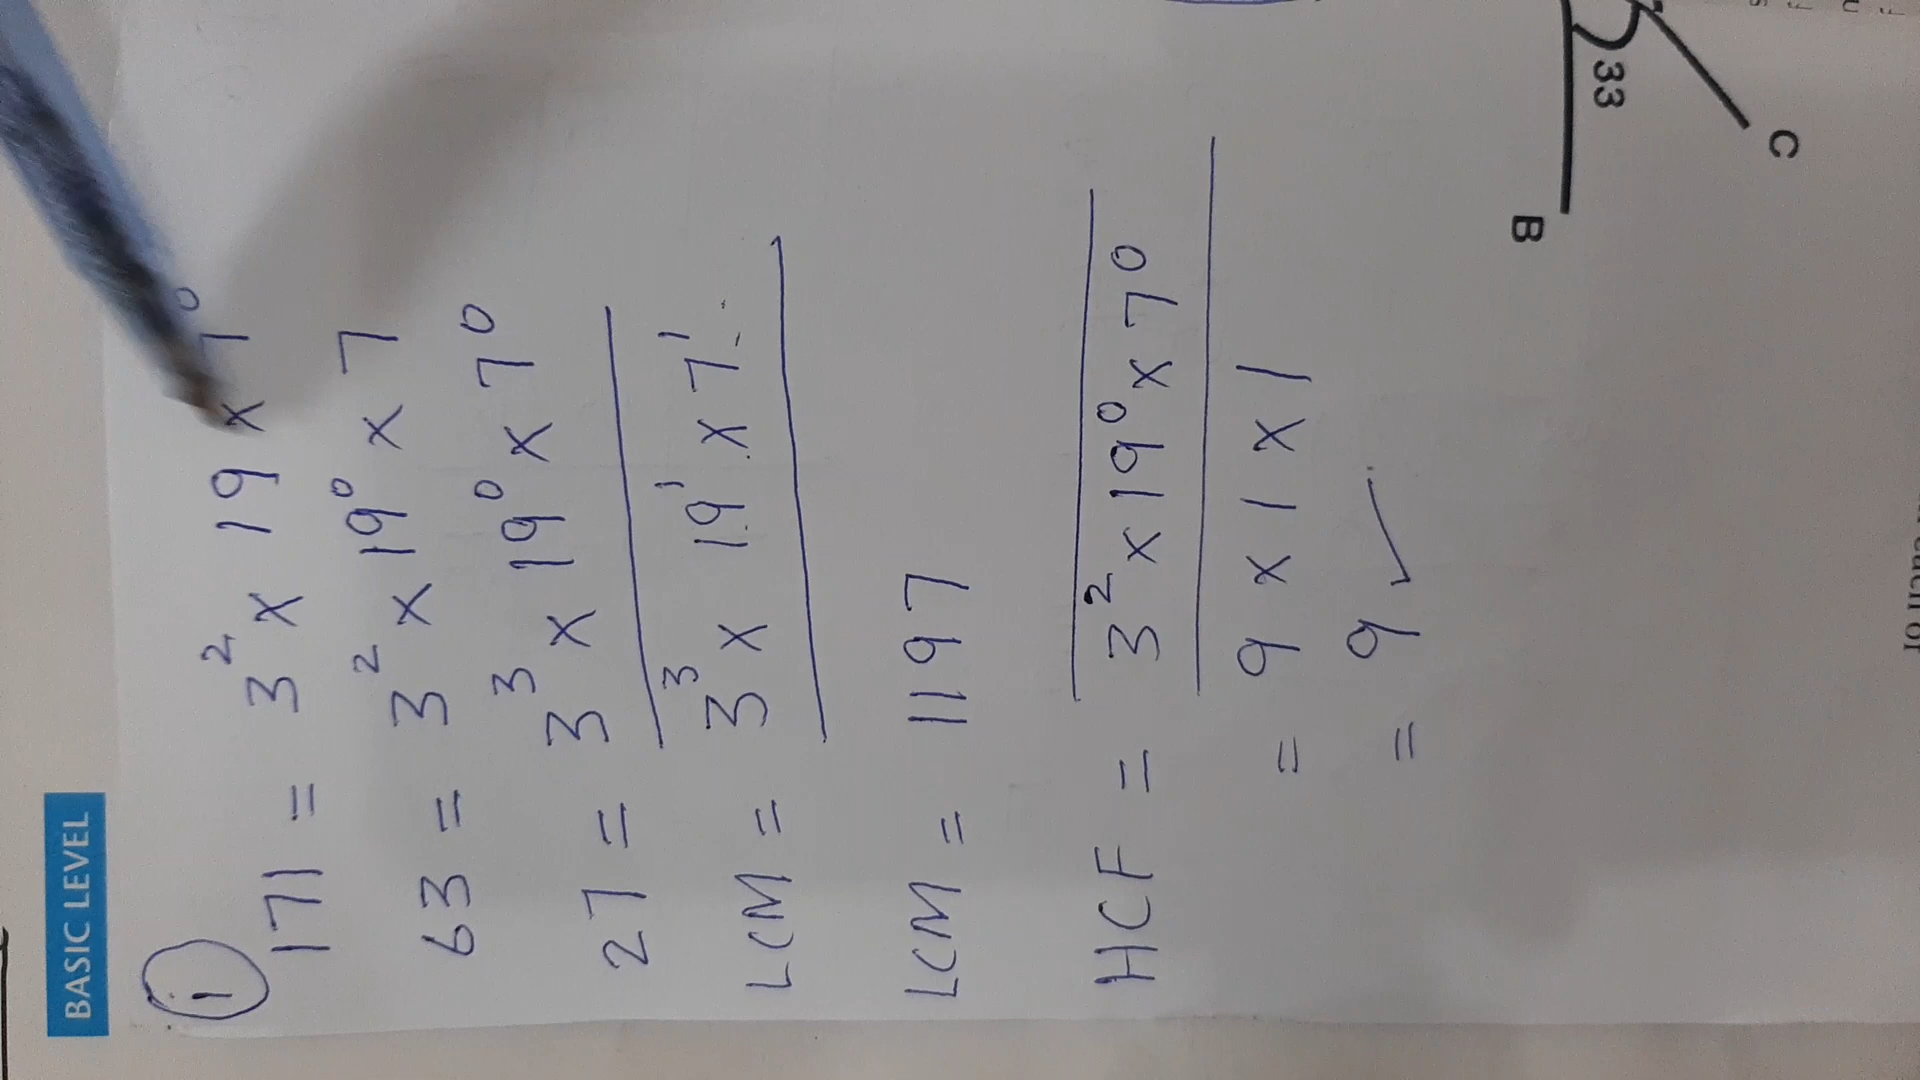 BASIC LEVEL
1
171 = 3² x 19 x 7⁰
63 = 3² x 19⁰ x 7
27 = 3³ x 19⁰ x 7⁰
LCM = 3³ x 19¹ x 7¹
LCM = 1197
HCF = 3² x 19⁰ x 7⁰
= 9 x 1 x 1
= 9 ✓
33
C
B